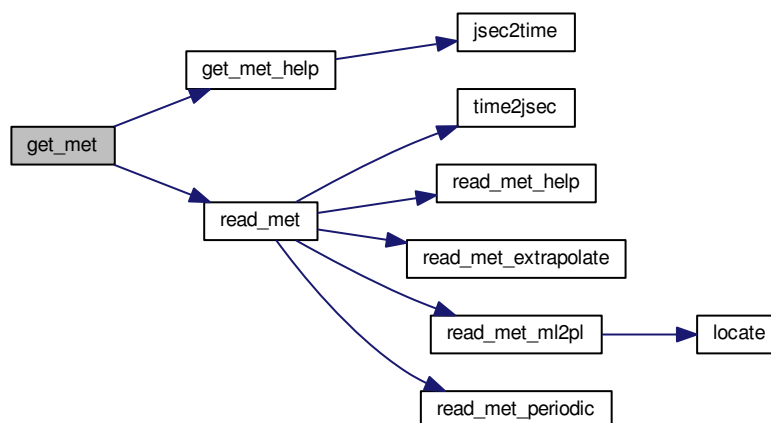 jsec2time
get_met_help
time2jsec
get_met
read_met_help
read_met
read_met_extrapolate
read_met_ml2pl
locate
read_met_periodic